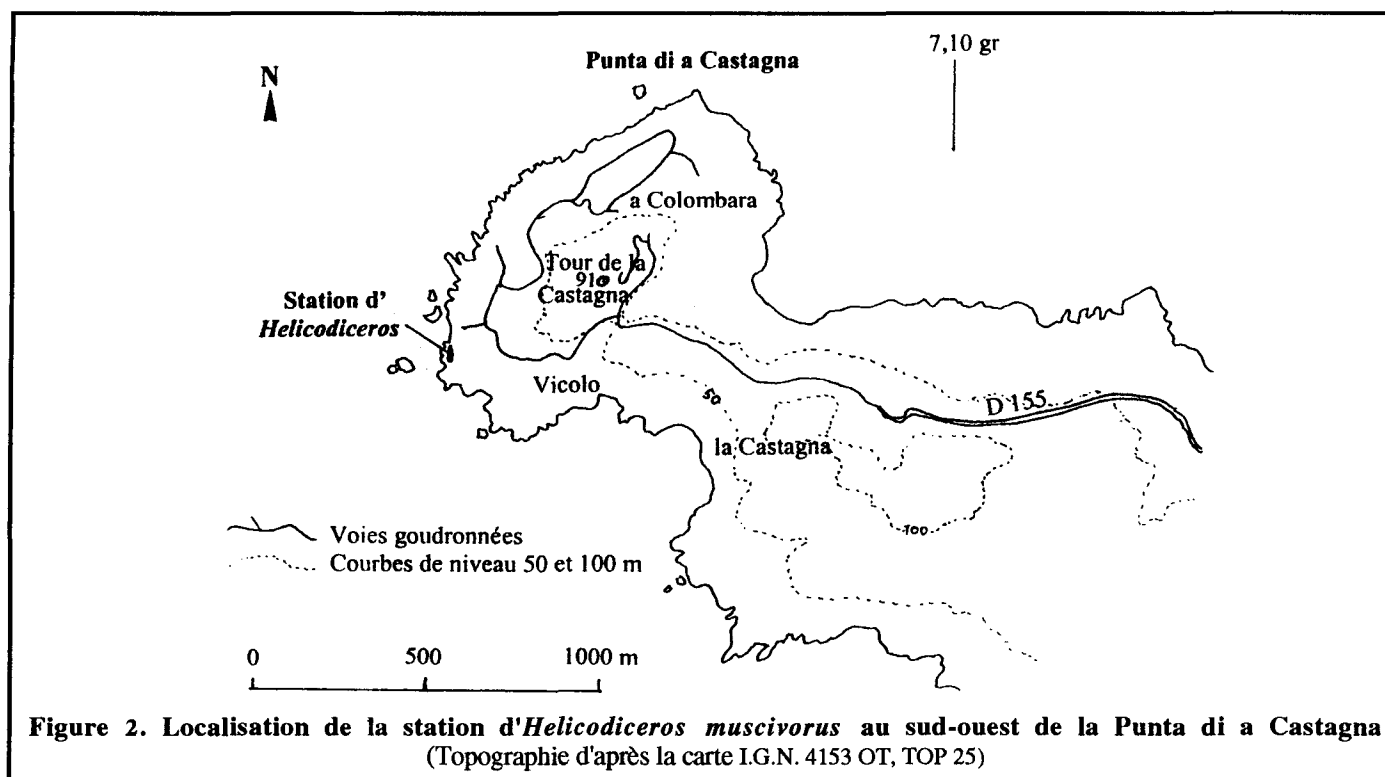 7,10 gr
Punta di a Castagna
N
a Colombara
Tour de la
91
Castagna
Station d'
Helicodiceros
Vicolo
50
D 155
la Castagna
100
Voies goudronnées
Courbes de niveau 50 et 100 m
0 500 1000 m
Figure 2. Localisation de la station d'Helicodiceros muscivorus au sud-ouest de la Punta di a Castagna
(Topographie d'après la carte I.G.N. 4153 OT, TOP 25)